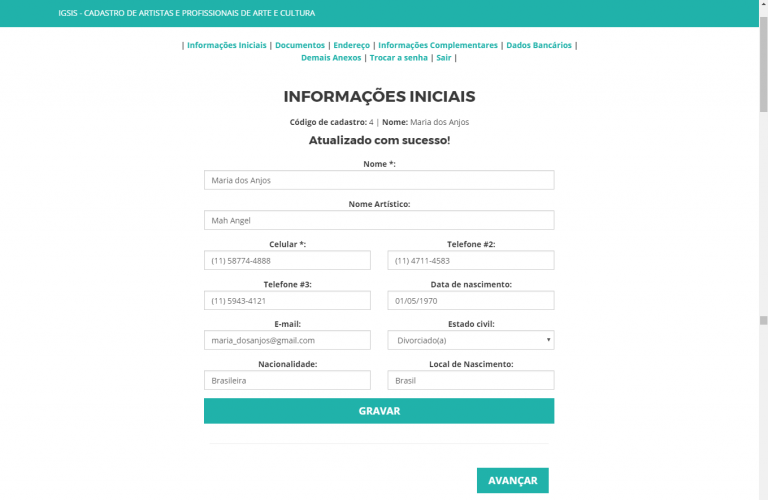 IGSIS - CADASTRO DE ARTISTAS E PROFISSIONAIS DE ARTE E CULTURA
| Informações Iniciais | Documentos | Endereço | Informações Complementares | Dados Bancários |
Demais Anexos | Trocar a senha | Sair |
INFORMAÇÕES INICIAIS
Código de cadastro: 4 | Nome: Maria dos Anjos
Atualizado com sucesso!
Nome *:
Maria dos Anjos
Nome Artístico:
Mah Angel
Celular *: Telefone #2:
(11) 58774-4888 (11) 4711-4583
Telefone #3: Data de nascimento:
(11) 5943-4121 01/05/1970
E-mail: Estado civil:
maria_dosanjos@gmail.com Divorciado(a)
Nacionalidade: Local de Nascimento:
Brasileira Brasil
GRAVAR
AVANÇAR